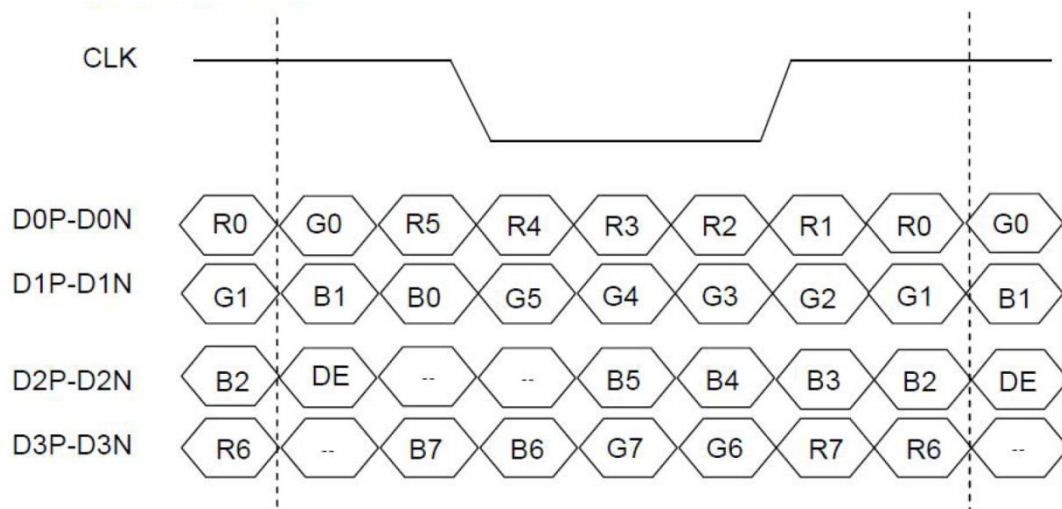 CLK
D0P-D0N R0 G0 R5 R4 R3 R2 R1 R0 G0
D1P-D1N G1 B1 B0 G5 G4 G3 G2 G1 B1
D2P-D2N B2 DE -- -- B5 B4 B3 B2 DE
D3P-D3N R6 -- B7 B6 G7 G6 R7 R6 --